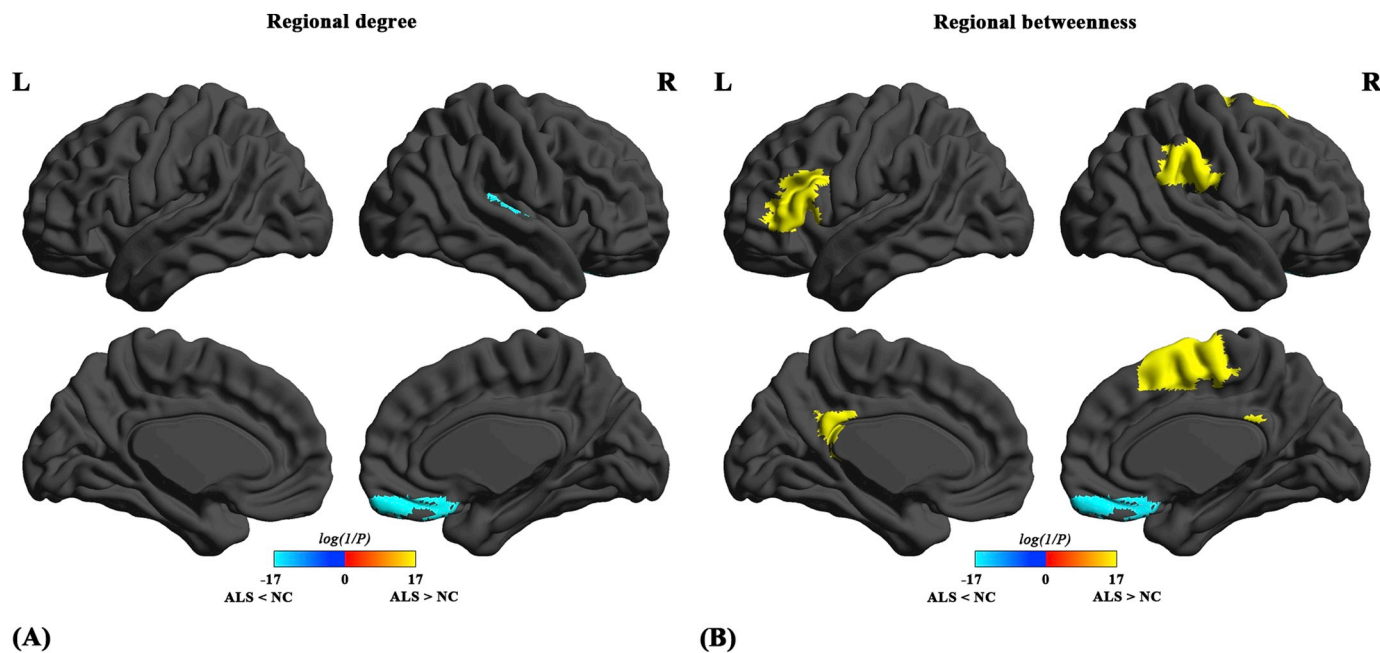 Regional degree
Regional betweenness
L
R
L
R
log(1/P)
-17 0 17
ALS < NC ALS > NC
log(1/P)
-17 0 17
ALS < NC ALS > NC
(A)
(B)